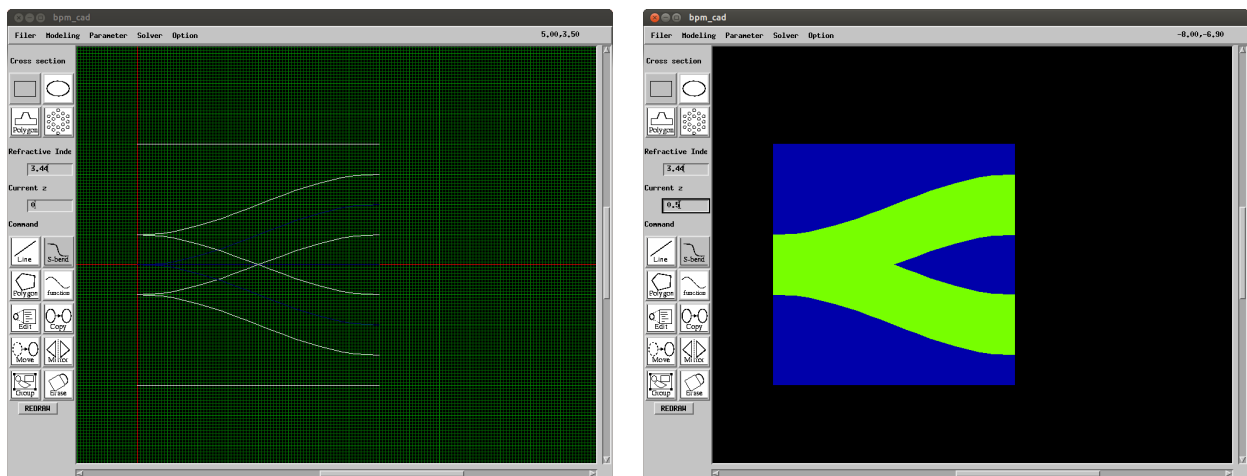 bpm_cad
Filer Modeling Parameter Solver Option 5.00,3.50
Cross section
Polygon
Refractive Inde
3.44
Current z
0
Command
Line S-bend
Polygon function
Edit Copy
Move Mirror
Group Erase
REDRAW
bpm_cad
Filer Modeling Parameter Solver Option -8.00,-6.90
Cross section
Polygon
Refractive Inde
3.44
Current z
0.5
Command
Line S-bend
Polygon function
Edit Copy
Move Mirror
Group Erase
REDRAW